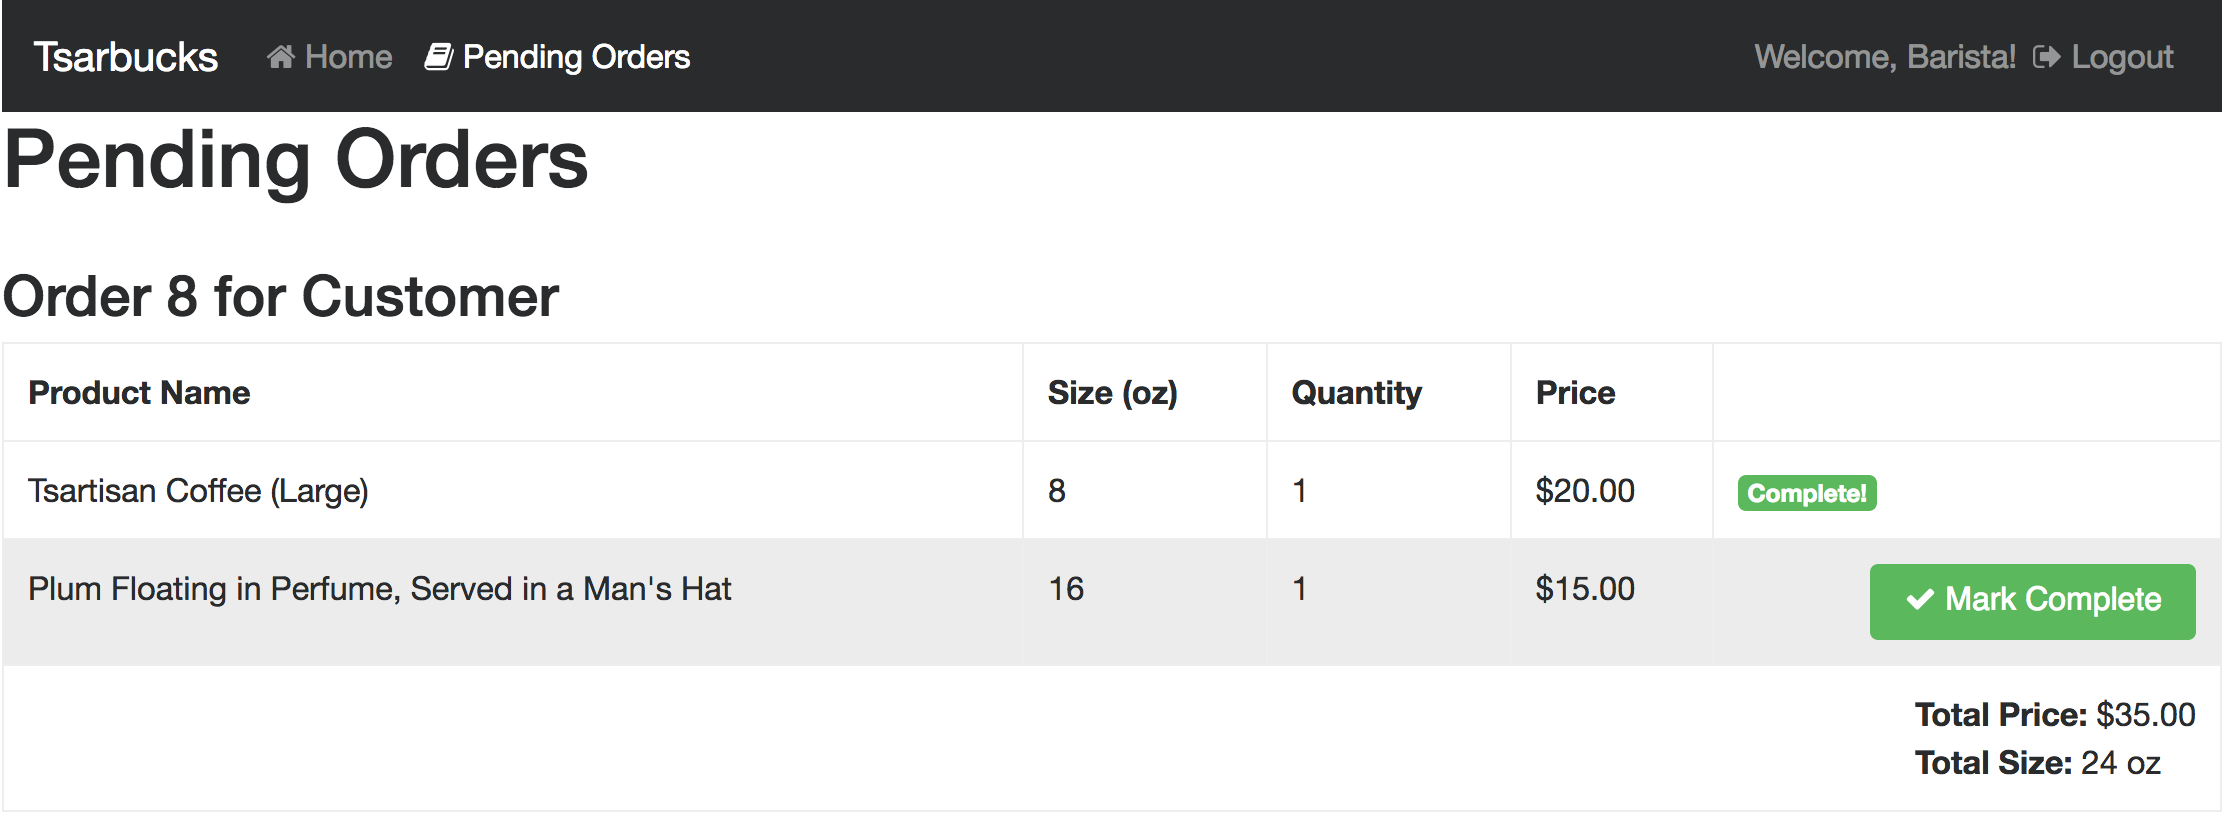 Tsarbucks Home Pending Orders Welcome, Barista! Logout
Pending Orders
Order 8 for Customer
Product Name Size (oz) Quantity Price
Tsartisan Coffee (Large) 8 1 $20.00 Complete!
Plum Floating in Perfume, Served in a Man's Hat 16 1 $15.00 Mark Complete
Total Price: $35.00
Total Size: 24 oz